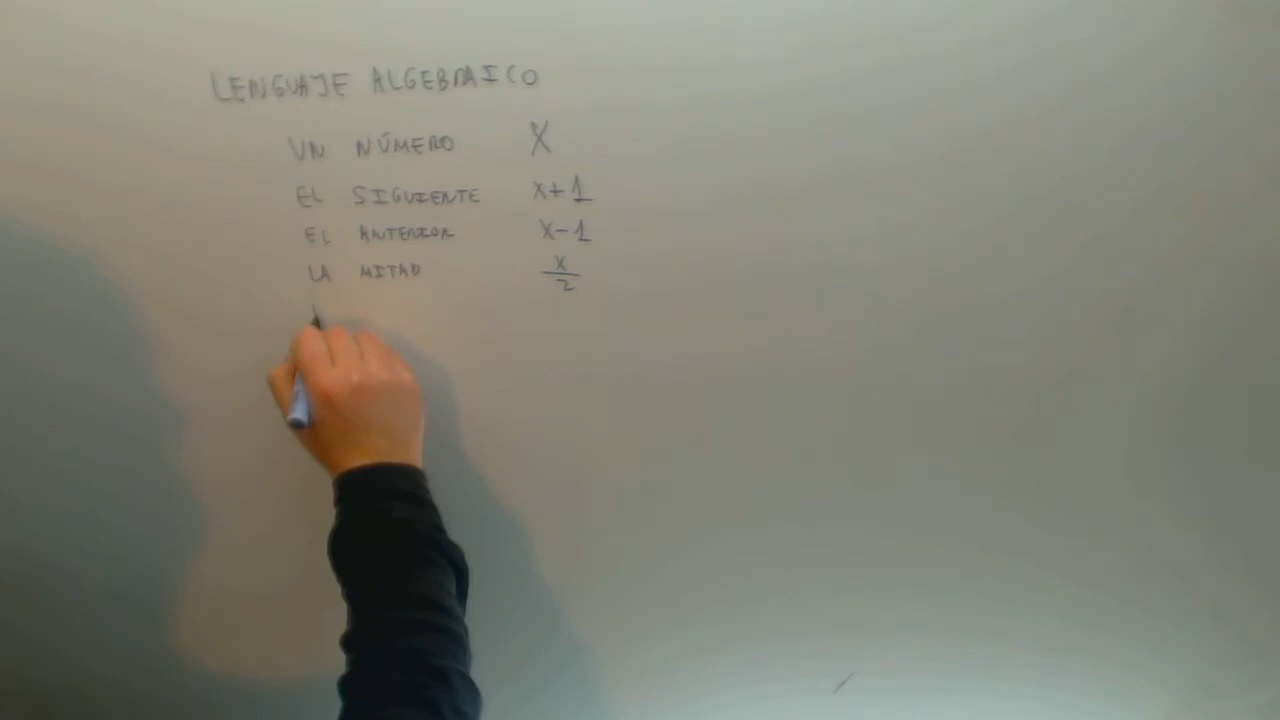 LENGUAJE ALGEBRAICO
UN NÚMERO X
EL SIGUIENTE x+1
EL ANTERIOR x-1
LA MITAD x/2